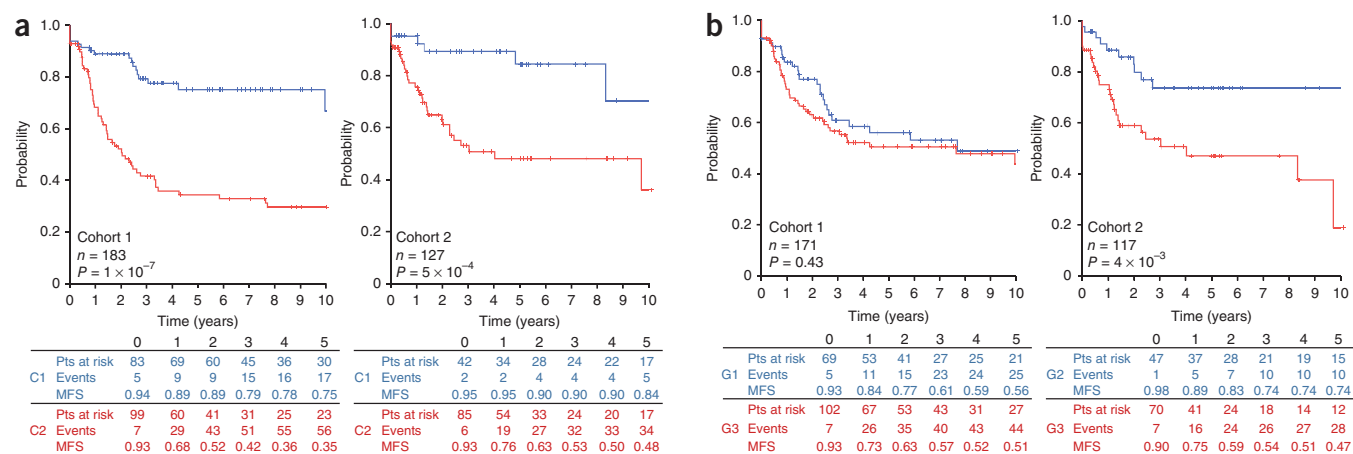 a
1.0
0.8
0.6
0.4
0.2
0
Probability
Cohort 1
n = 183
P = 1 × 10−7
0 1 2 3 4 5 6 7 8 9 10
Time (years)
0 1 2 3 4 5
Pts at risk 83 69 60 45 36 30
C1 Events 5 9 9 15 16 17
MFS 0.94 0.89 0.89 0.79 0.78 0.75
Pts at risk 99 60 41 31 25 23
C2 Events 7 29 43 51 55 56
MFS 0.93 0.68 0.52 0.42 0.36 0.35
1.0
0.8
0.6
0.4
0.2
0
Probability
Cohort 2
n = 127
P = 5 × 10−4
0 1 2 3 4 5 6 7 8 9 10
Time (years)
0 1 2 3 4 5
Pts at risk 42 34 28 24 22 17
C1 Events 2 2 4 4 4 5
MFS 0.95 0.95 0.90 0.90 0.90 0.84
Pts at risk 85 54 33 24 20 17
C2 Events 6 19 27 32 33 34
MFS 0.93 0.76 0.63 0.53 0.50 0.48
b
1.0
0.8
0.6
0.4
0.2
0
Probability
Cohort 1
n = 171
P = 0.43
0 1 2 3 4 5 6 7 8 9 10
Time (years)
0 1 2 3 4 5
Pts at risk 69 53 41 27 25 21
G1 Events 5 11 15 23 24 25
MFS 0.93 0.84 0.77 0.61 0.59 0.56
Pts at risk 102 67 53 43 31 27
G3 Events 7 26 35 40 43 44
MFS 0.93 0.73 0.63 0.57 0.52 0.51
1.0
0.8
0.6
0.4
0.2
0
Probability
Cohort 2
n = 117
P = 4 × 10−3
0 1 2 3 4 5 6 7 8 9 10
Time (years)
0 1 2 3 4 5
Pts at risk 47 37 28 21 19 15
G2 Events 1 5 7 10 10 10
MFS 0.98 0.89 0.83 0.74 0.74 0.74
Pts at risk 70 41 24 18 14 12
G3 Events 7 16 24 26 27 28
MFS 0.90 0.75 0.59 0.54 0.51 0.47